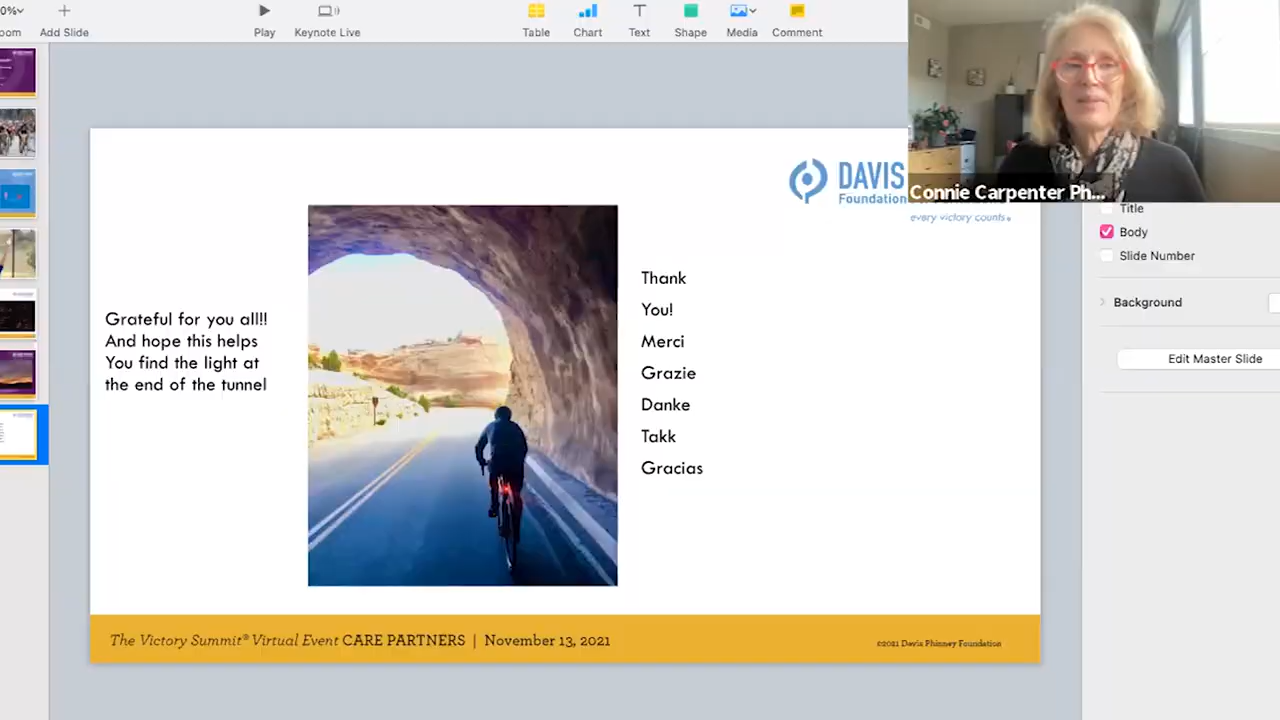 0%
oom
Add Slide
Play
Keynote Live
Table
Chart
Text
Shape
Media
Comment
Connie Carpenter Ph...
DAVIS
Foundation
every victory counts.
Title
Body
Slide Number
Background
Edit Master Slide
Grateful for you all!!
And hope this helps
You find the light at
the end of the tunnel
Thank
You!
Merci
Grazie
Danke
Takk
Gracias
The Victory Summit® Virtual Event CARE PARTNERS | November 13, 2021
©2021 Davis Phinney Foundation